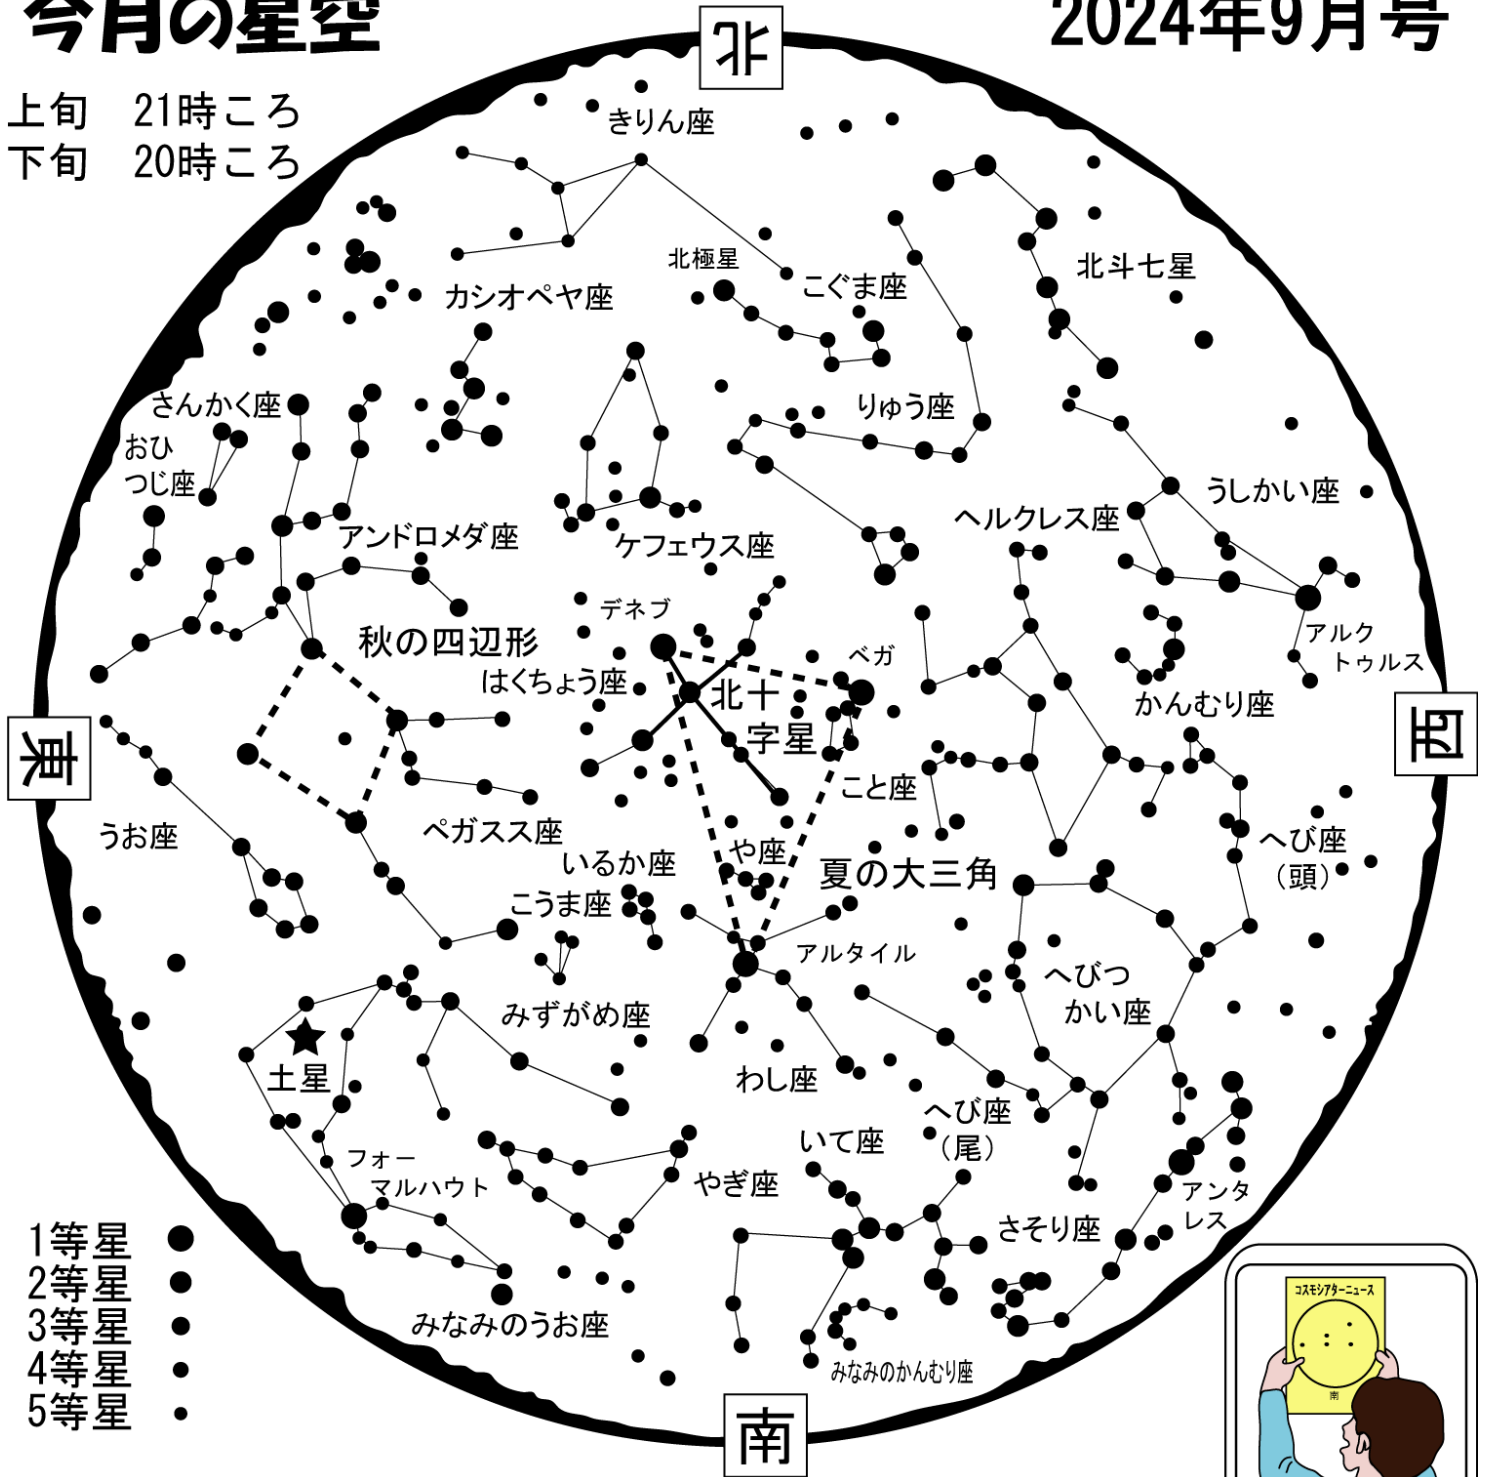 今月の星空
2024年9月号
上旬 21時ころ
下旬 20時ころ
北
きりん座
北極星
こぐま座
北斗七星
カシオペヤ座
さんかく座
おひ
つじ座
りゅう座
うしかい座
アンドロメダ座
ケフェウス座
ヘルクレス座
デネブ
秋の四辺形
はくちょう座
北十
字星
ベガ
アルク
トゥルス
かんむり座
東
西
こと座
うお座
ペガスス座
いるか座
や座
夏の大三角
へび座
(頭)
こうま座
アルタイル
みずがめ座
へびつ
かい座
土星
わし座
へび座
(尾)
いて座
フォー
マルハウト
やぎ座
アンタ
レス
さそり座
みなみのうお座
みなみのかんむり座
南
1等星
2等星
3等星
4等星
5等星
コスモシアターニュース
南